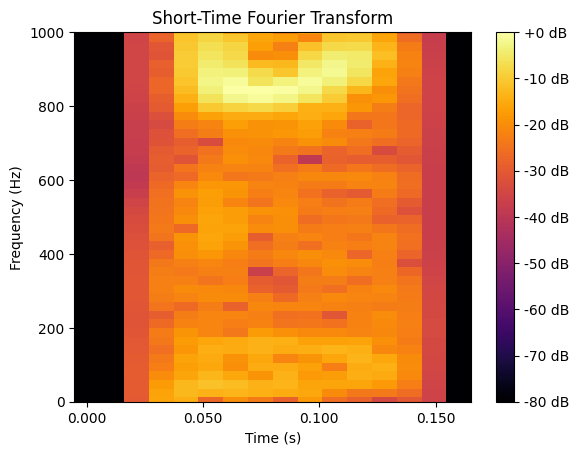 Short-Time Fourier Transform
1000
800
600
400
200
0
Frequency (Hz)
0.000
0.050
0.100
0.150
Time (s)
+0 dB
-10 dB
-20 dB
-30 dB
-40 dB
-50 dB
-60 dB
-70 dB
-80 dB